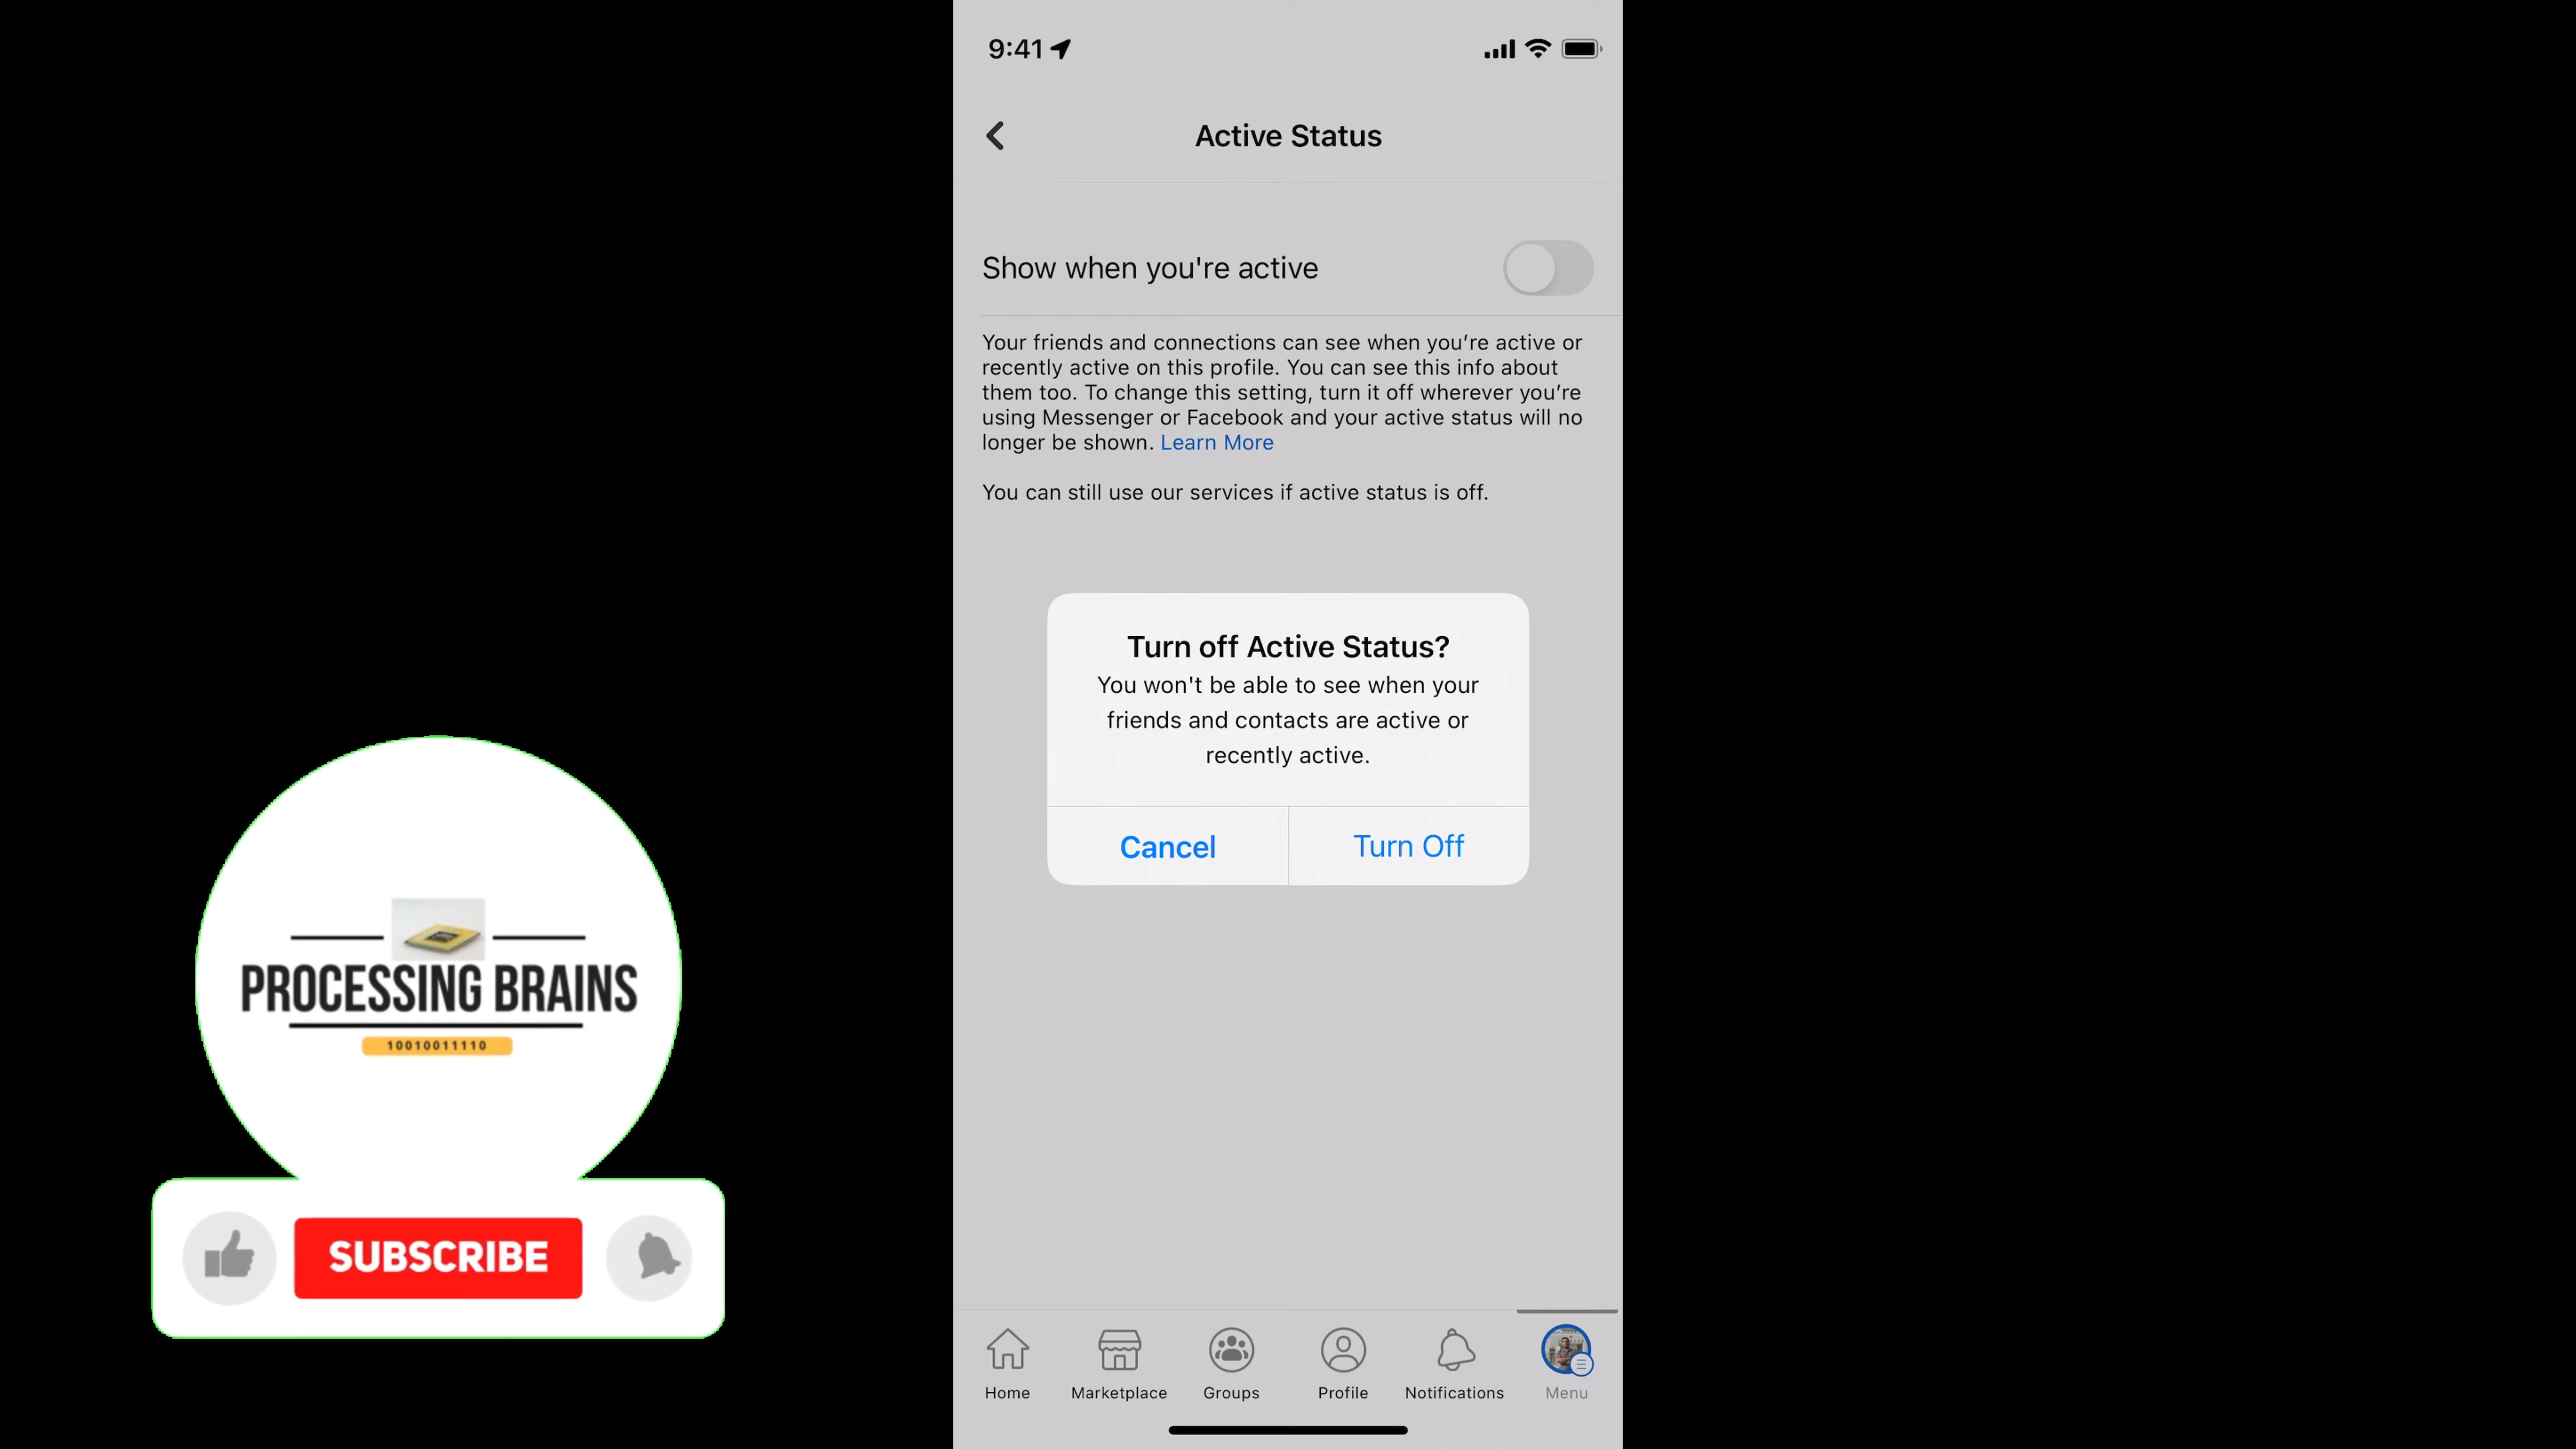 9:41
Active Status
Show when you're active
Your friends and connections can see when you’re active or
recently active on this profile. You can see this info about
them too. To change this setting, turn it off wherever you’re
using Messenger or Facebook and your active status will no
longer be shown. Learn More
You can still use our services if active status is off.
Turn off Active Status?
You won't be able to see when your
friends and contacts are active or
recently active.
Cancel
Turn Off
PROCESSING BRAINS
10010011110
SUBSCRIBE
Home
Marketplace
Groups
Profile
Notifications
Menu